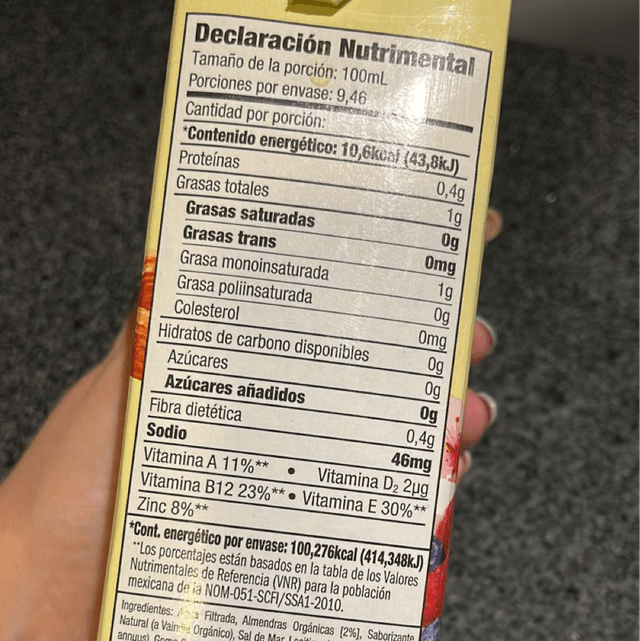 Declaración Nutrimental
Tamaño de la porción: 100mL
Porciones por envase: 9,46
Cantidad por porción:
*Contenido energético: 10,6kcal (43,8kJ)
Proteínas 0,4g
Grasas totales 1g
Grasas saturadas 0g
Grasas trans 0mg
Grasa monoinsaturada 1g
Grasa poliinsaturada 0g
Colesterol 0mg
Hidratos de carbono disponibles 0g
Azúcares 0g
Azúcares añadidos 0g
Fibra dietética 0,4g
Sodio 46mg
Vitamina A 11%** • Vitamina D₂ 2µg
Vitamina B12 23%** • Vitamina E 30%**
Zinc 8%**
*Cont. energético por envase: 100,276kcal (414,348kJ)
**Los porcentajes están basados en la tabla de los Valores
Nutrimentales de Referencia (VNR) para la población
mexicana de la NOM-051-SCFI/SSA1-2010.
Ingredientes: Filtrada, Almendras Orgánicas [2%], Saborizante
Natural (a Vainilla Orgánico), Sal de Mar,
annuus), Goma